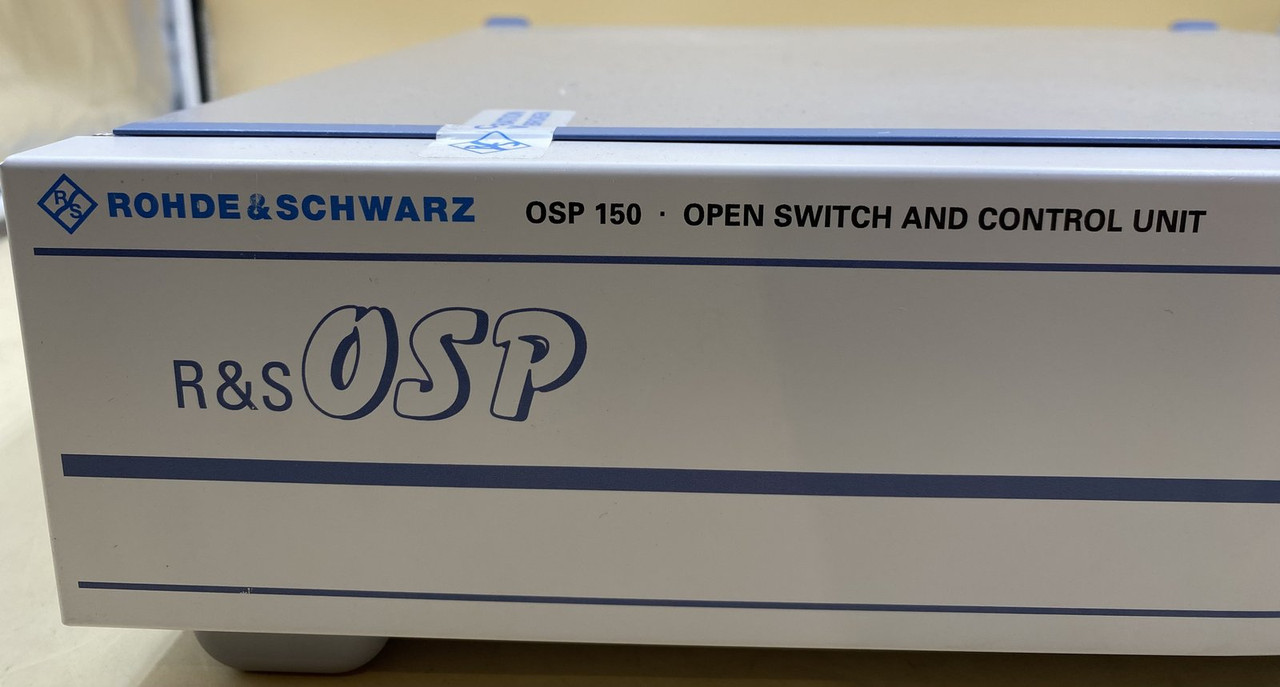 R&S ROHDE&SCHWARZ OSP 150 · OPEN SWITCH AND CONTROL UNIT
R&S OSP